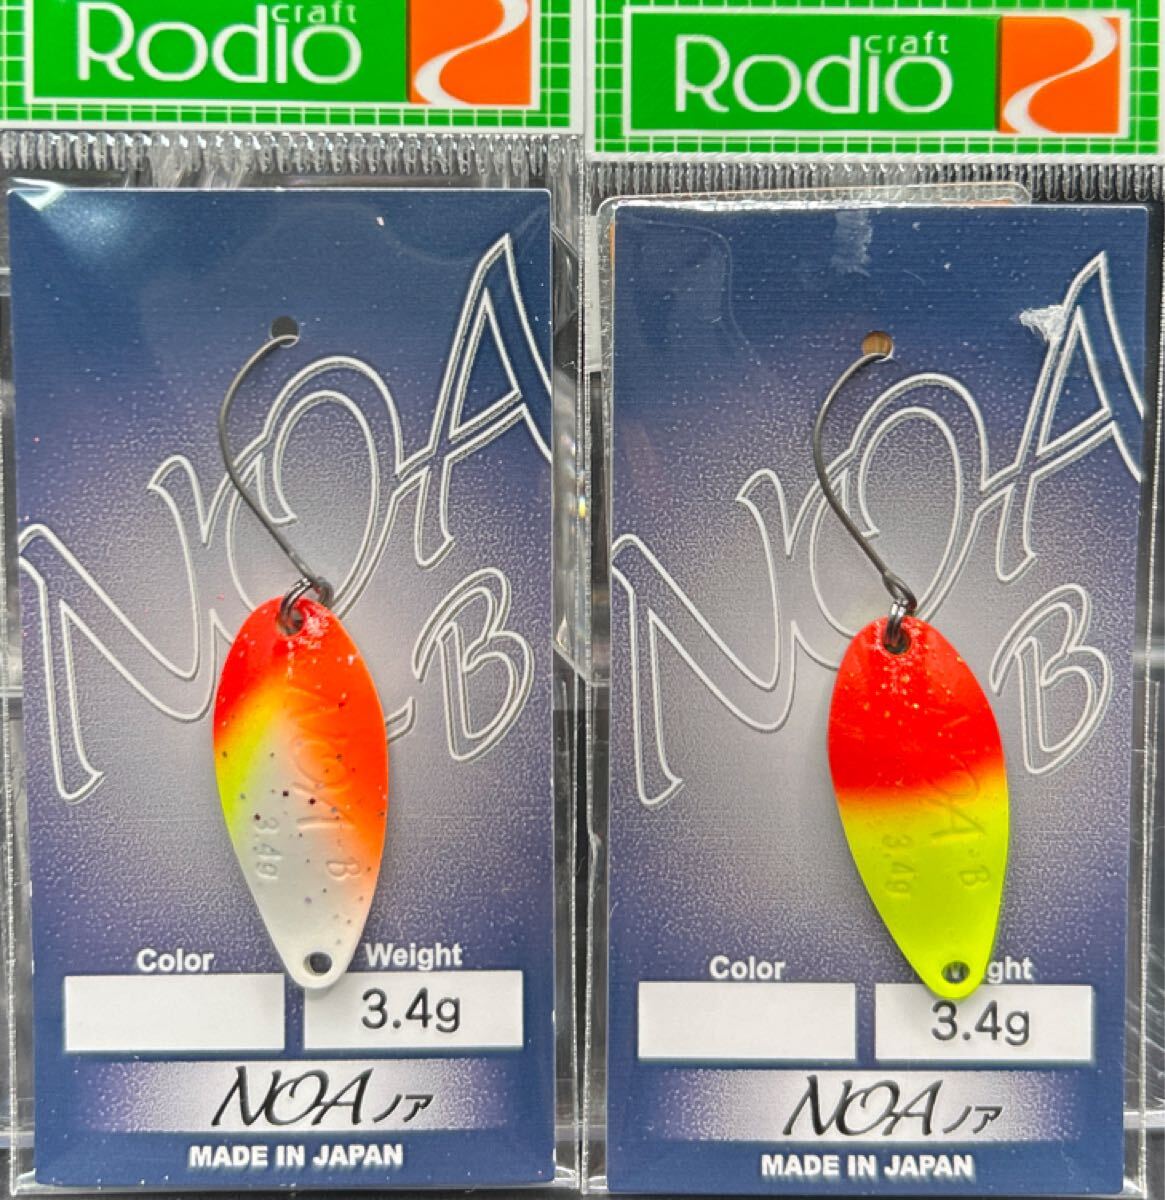 Rodio craft
NOA
B
NOA-B
3.4g
Color
Weight
3.4g
NOAノア
MADE IN JAPAN
Rodio craft
NOA
B
NOA-B
3.4g
Color
Weight
3.4g
NOAノア
MADE IN JAPAN